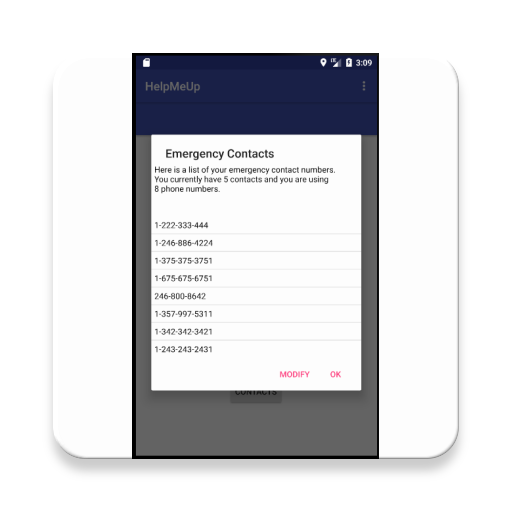 3:09
HelpMeUp
Emergency Contacts
Here is a list of your emergency contact numbers.
You currently have 5 contacts and you are using
8 phone numbers.
1-222-333-444
1-246-886-4224
1-375-375-3751
1-675-675-6751
246-800-8642
1-357-997-5311
1-342-342-3421
1-243-243-2431
MODIFY OK
CONTACTS